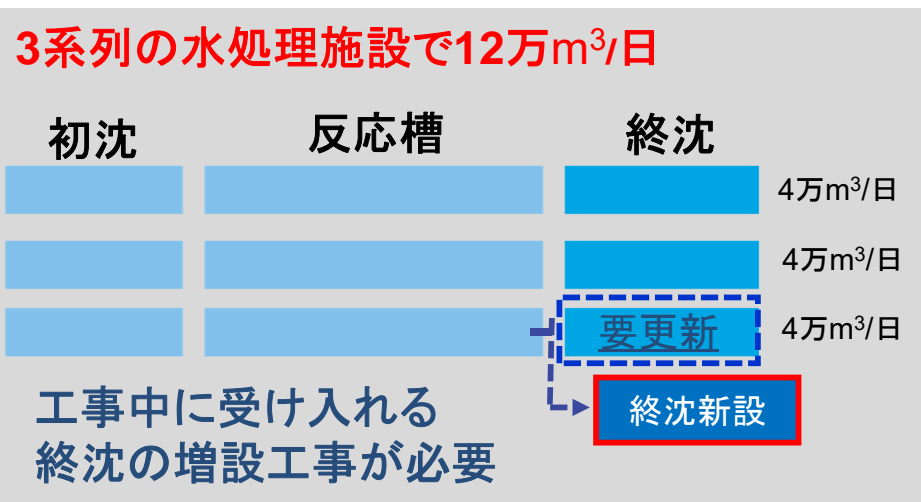 3系列の水処理施設で12万m³/日
初沈 反応槽 終沈
4万m³/日
4万m³/日
要更新 4万m³/日
終沈新設
工事中に受け入れる
終沈の増設工事が必要